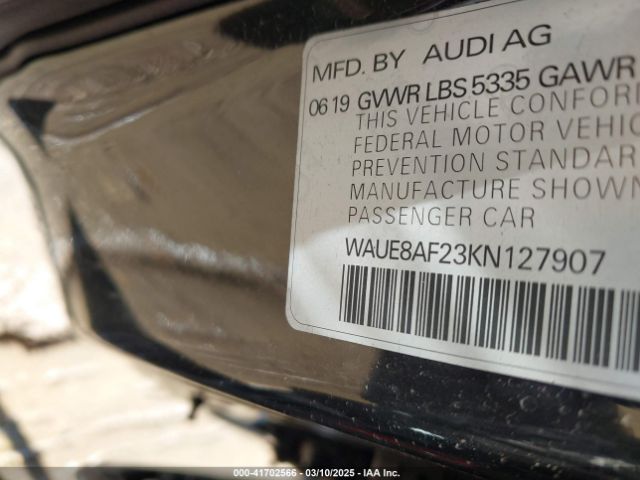 MFD. BY AUDI AG
06 19 GVWR LBS 5335 GAWR
THIS VEHICLE CONFORD
FEDERAL MOTOR VEHIC
PREVENTION STANDAR
MANUFACTURE SHOWN
PASSENGER CAR
WAUE8AF23KN127907
000-41702566 — 03/10/2025 — IAA Inc.